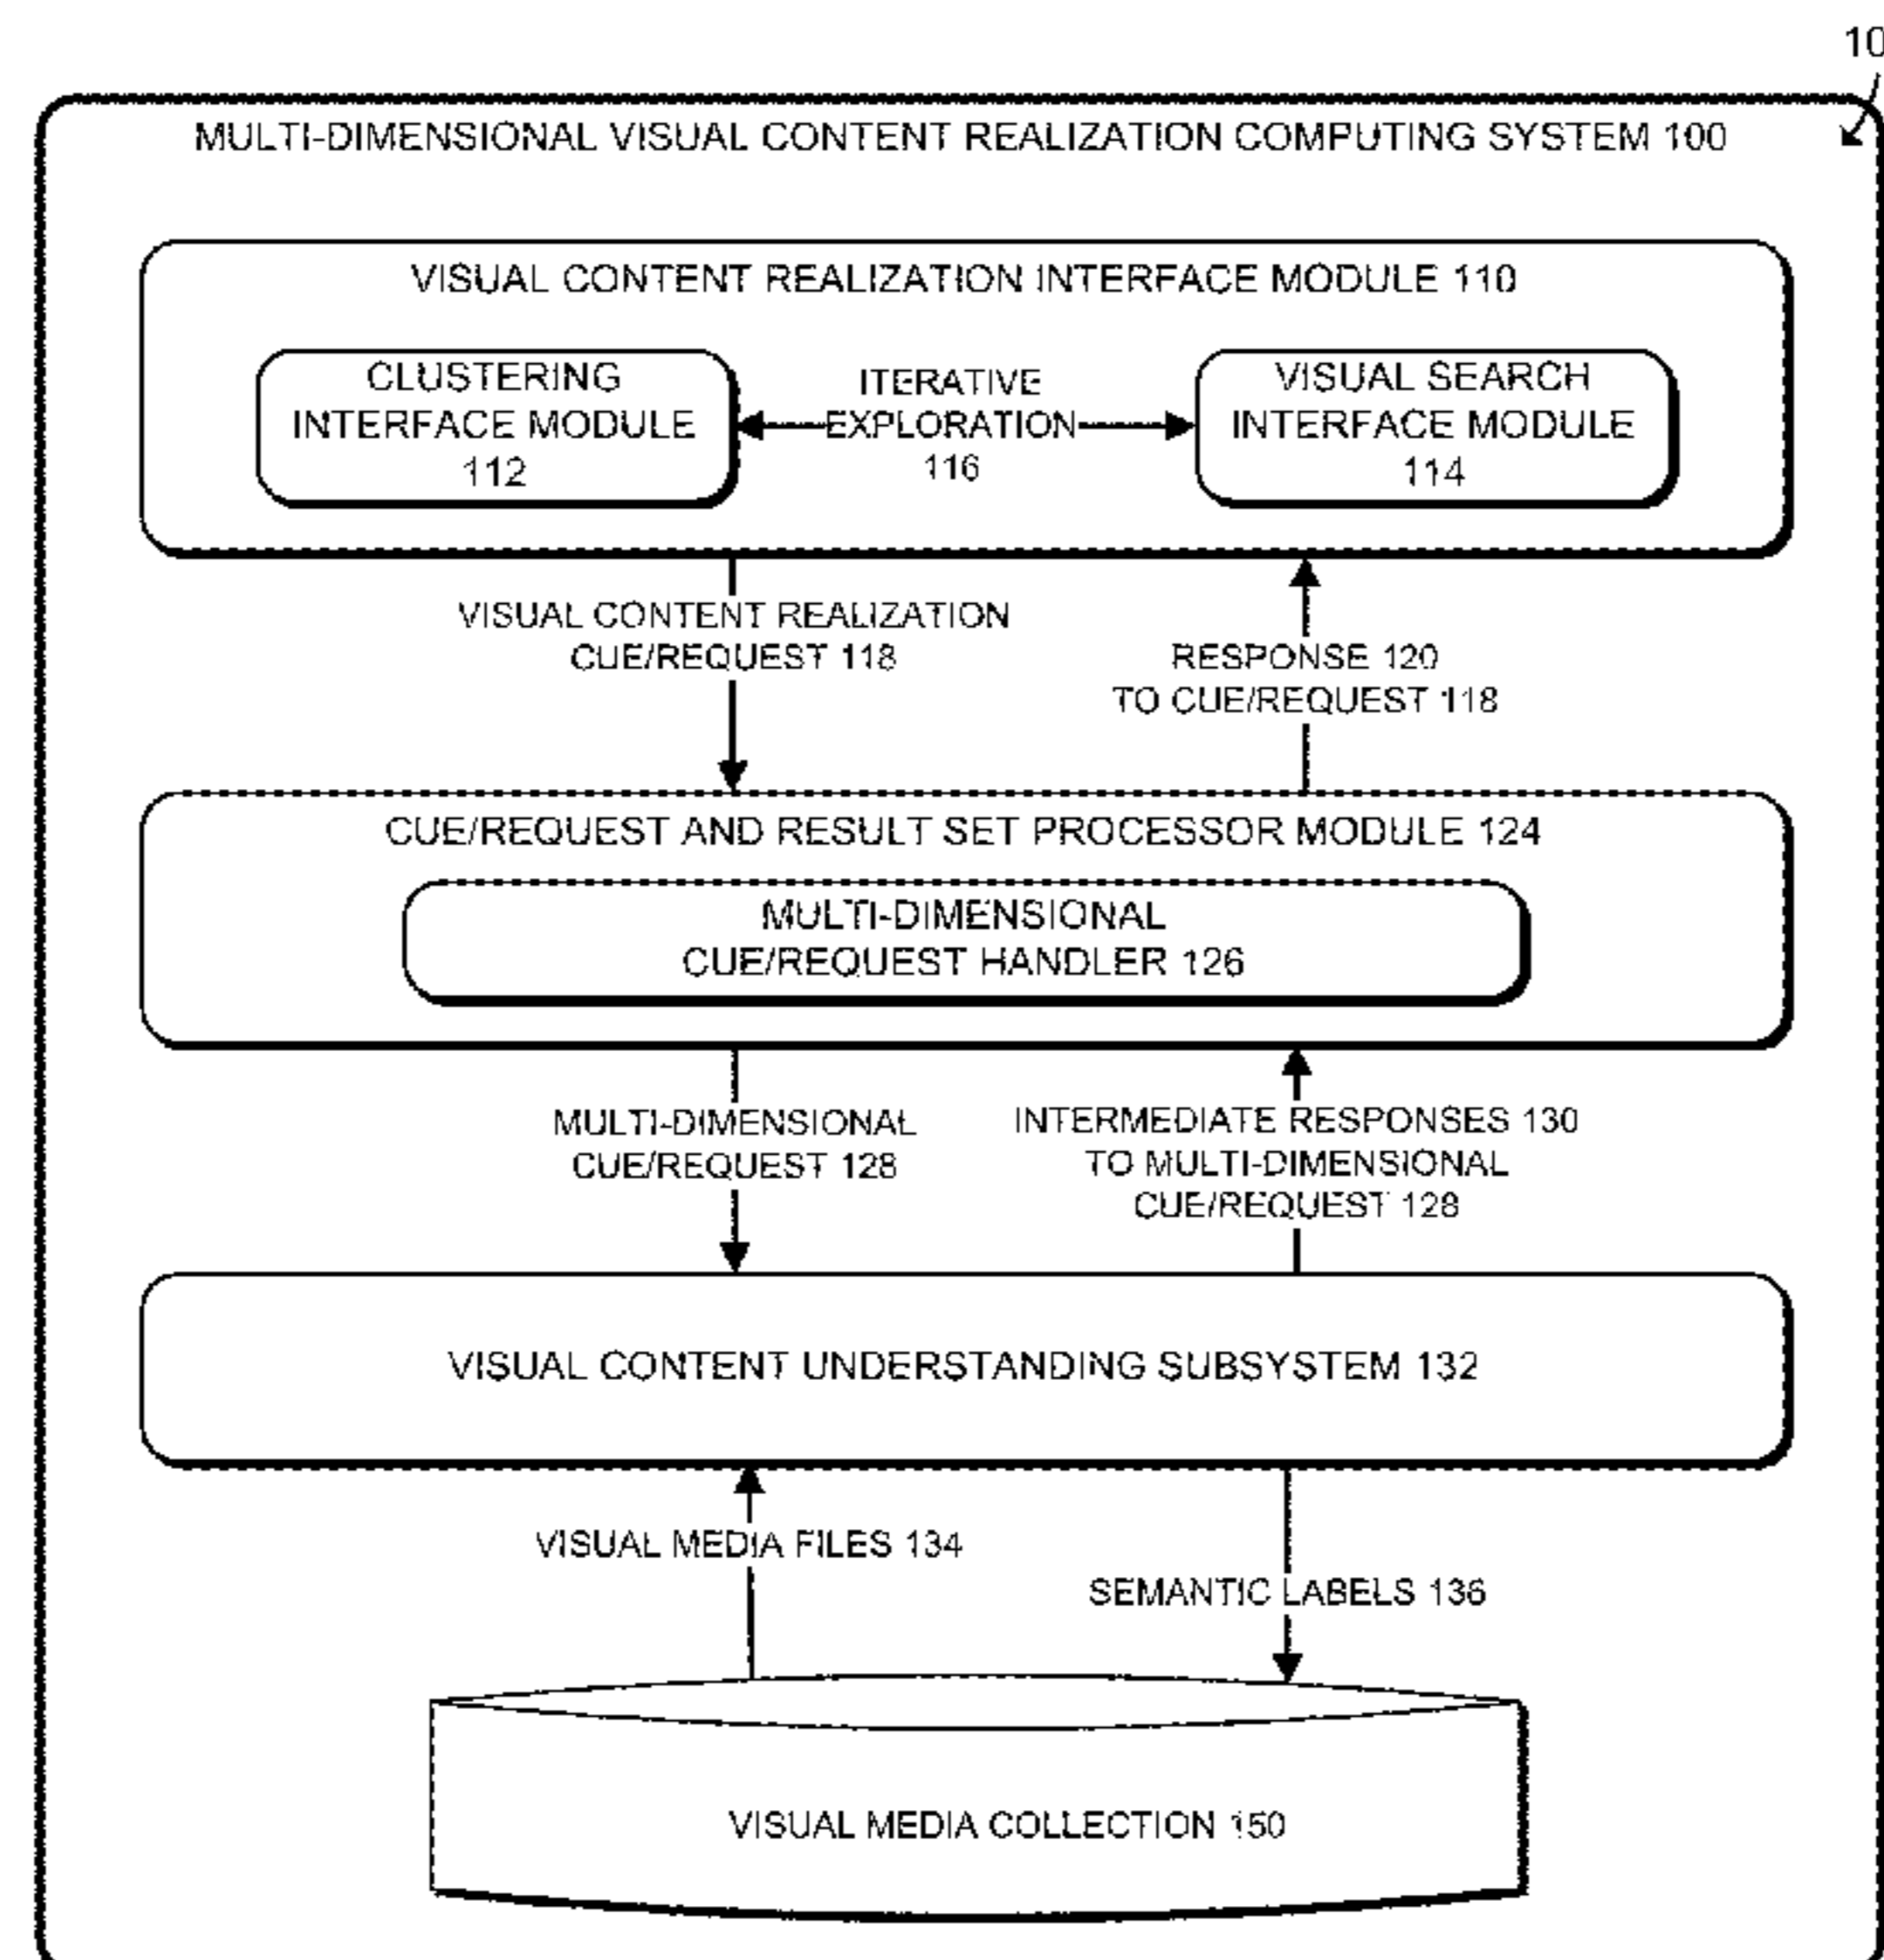 10
MULTI-DIMENSIONAL VISUAL CONTENT REALIZATION COMPUTING SYSTEM 100
VISUAL CONTENT REALIZATION INTERFACE MODULE 110
CLUSTERING
INTERFACE MODULE
112
ITERATIVE
EXPLORATION
116
VISUAL SEARCH
INTERFACE MODULE
114
VISUAL CONTENT REALIZATION
CUE/REQUEST 118
RESPONSE 120
TO CUE/REQUEST 118
CUE/REQUEST AND RESULT SET PROCESSOR MODULE 124
MULTI-DIMENSIONAL
CUE/REQUEST HANDLER 126
MULTI-DIMENSIONAL
CUE/REQUEST 128
INTERMEDIATE RESPONSES 130
TO MULTI-DIMENSIONAL
CUE/REQUEST 128
VISUAL CONTENT UNDERSTANDING SUBSYSTEM 132
VISUAL MEDIA FILES 134
SEMANTIC LABELS 136
VISUAL MEDIA COLLECTION 150